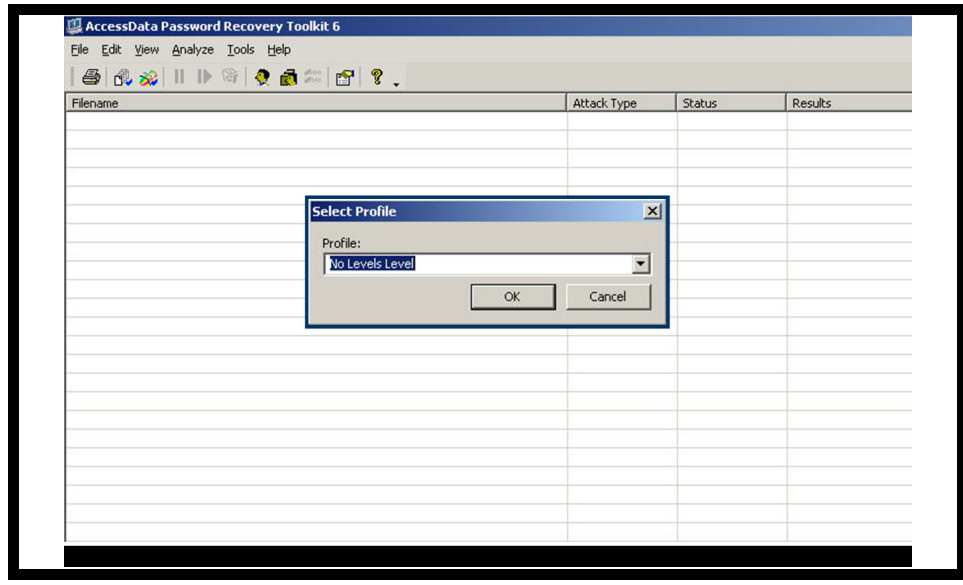 AccessData Password Recovery Toolkit 6
File Edit View Analyze Tools Help
Filename Attack Type Status Results
Select Profile
Profile:
No Levels Level
OK Cancel